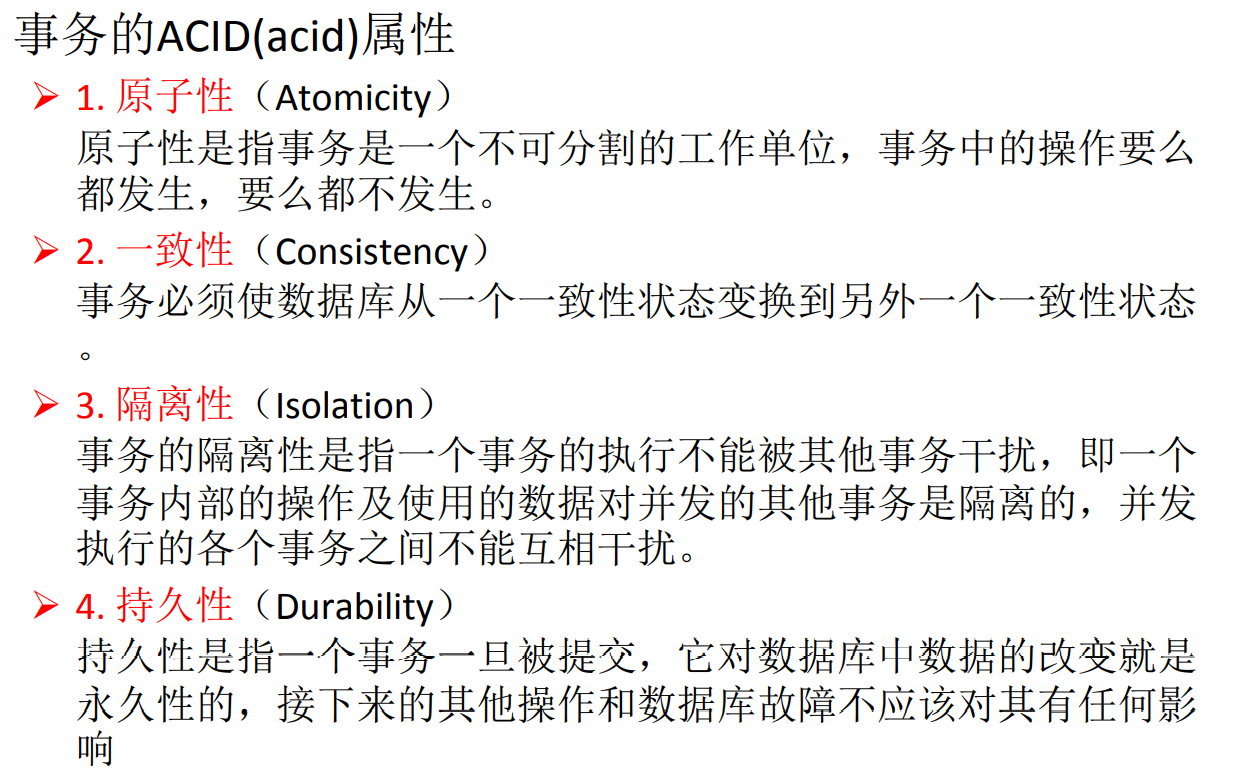 事务的ACID(acid)属性
➢ 1. 原子性（Atomicity）
原子性是指事务是一个不可分割的工作单位，事务中的操作要么
都发生，要么都不发生。
➢ 2. 一致性（Consistency）
事务必须使数据库从一个一致性状态变换到另外一个一致性状态
。
➢ 3. 隔离性（Isolation）
事务的隔离性是指一个事务的执行不能被其他事务干扰，即一个
事务内部的操作及使用的数据对并发的其他事务是隔离的，并发
执行的各个事务之间不能互相干扰。
➢ 4. 持久性（Durability）
持久性是指一个事务一旦被提交，它对数据库中数据的改变就是
永久性的，接下来的其他操作和数据库故障不应该对其有任何影
响